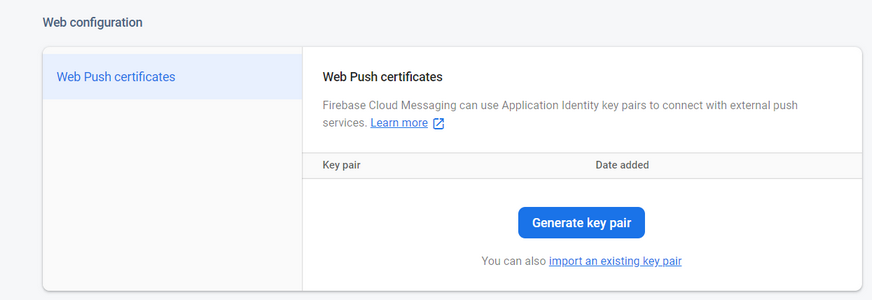 Web configuration
Web Push certificates
Web Push certificates
Firebase Cloud Messaging can use Application Identity key pairs to connect with external push
services. Learn more
Key pair Date added
Generate key pair
You can also import an existing key pair